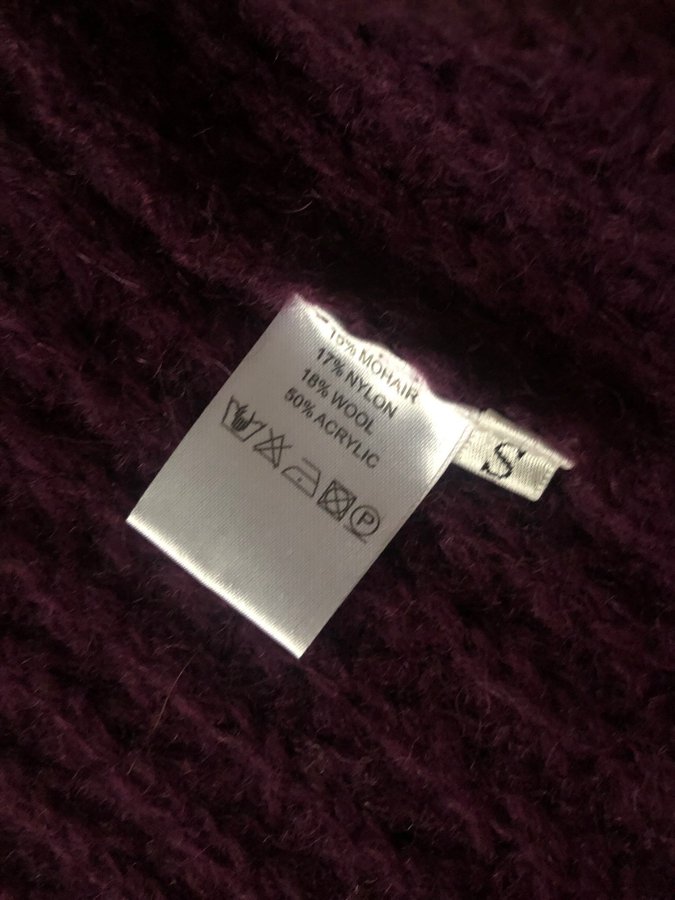 15% MOHAIR
17% NYLON
18% WOOL
50% ACRYLIC
P
S